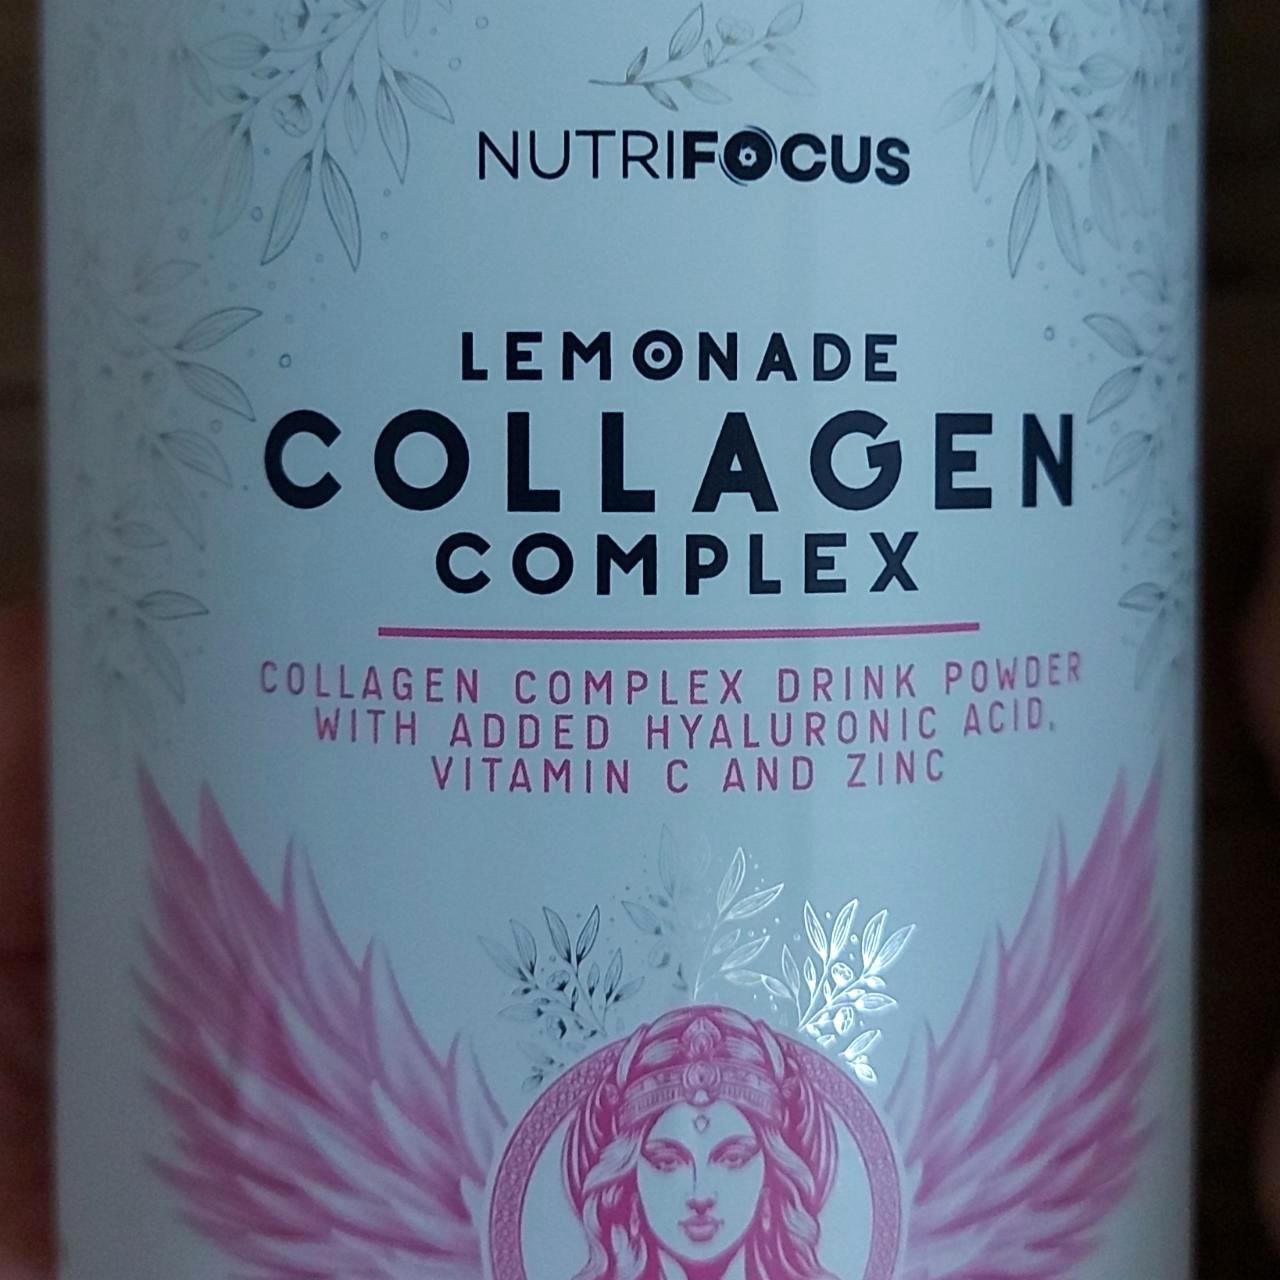 NUTRIFOCUS
LEMONADE
COLLAGEN
COMPLEX
COLLAGEN COMPLEX DRINK POWDER
WITH ADDED HYALURONIC ACID,
VITAMIN C AND ZINC